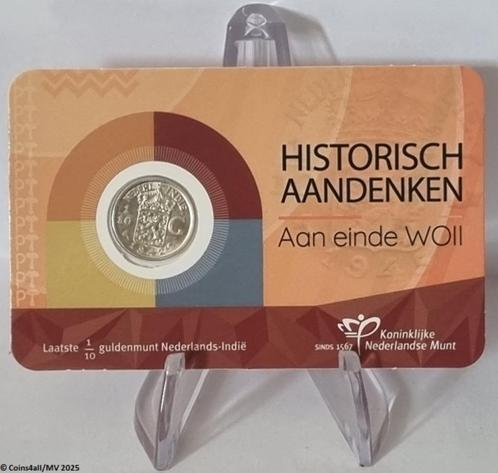 HISTORISCH
AANDENKEN
Aan einde WOII
Laatste 1/10 guldenmunt Nederlands-Indië
SINDS 1567
Koninklijke
Nederlandse Munt
© Coins4all/MV 2025